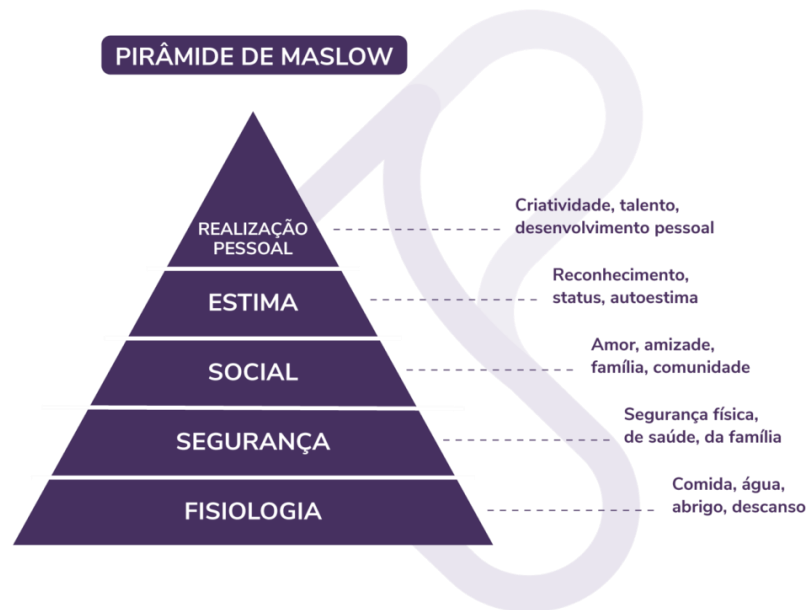 PIRÂMIDE DE MASLOW
REALIZAÇÃO
PESSOAL
Criatividade, talento,
desenvolvimento pessoal
ESTIMA
Reconhecimento,
status, autoestima
SOCIAL
Amor, amizade,
família, comunidade
SEGURANÇA
Segurança física,
de saúde, da família
FISIOLOGIA
Comida, água,
abrigo, descanso